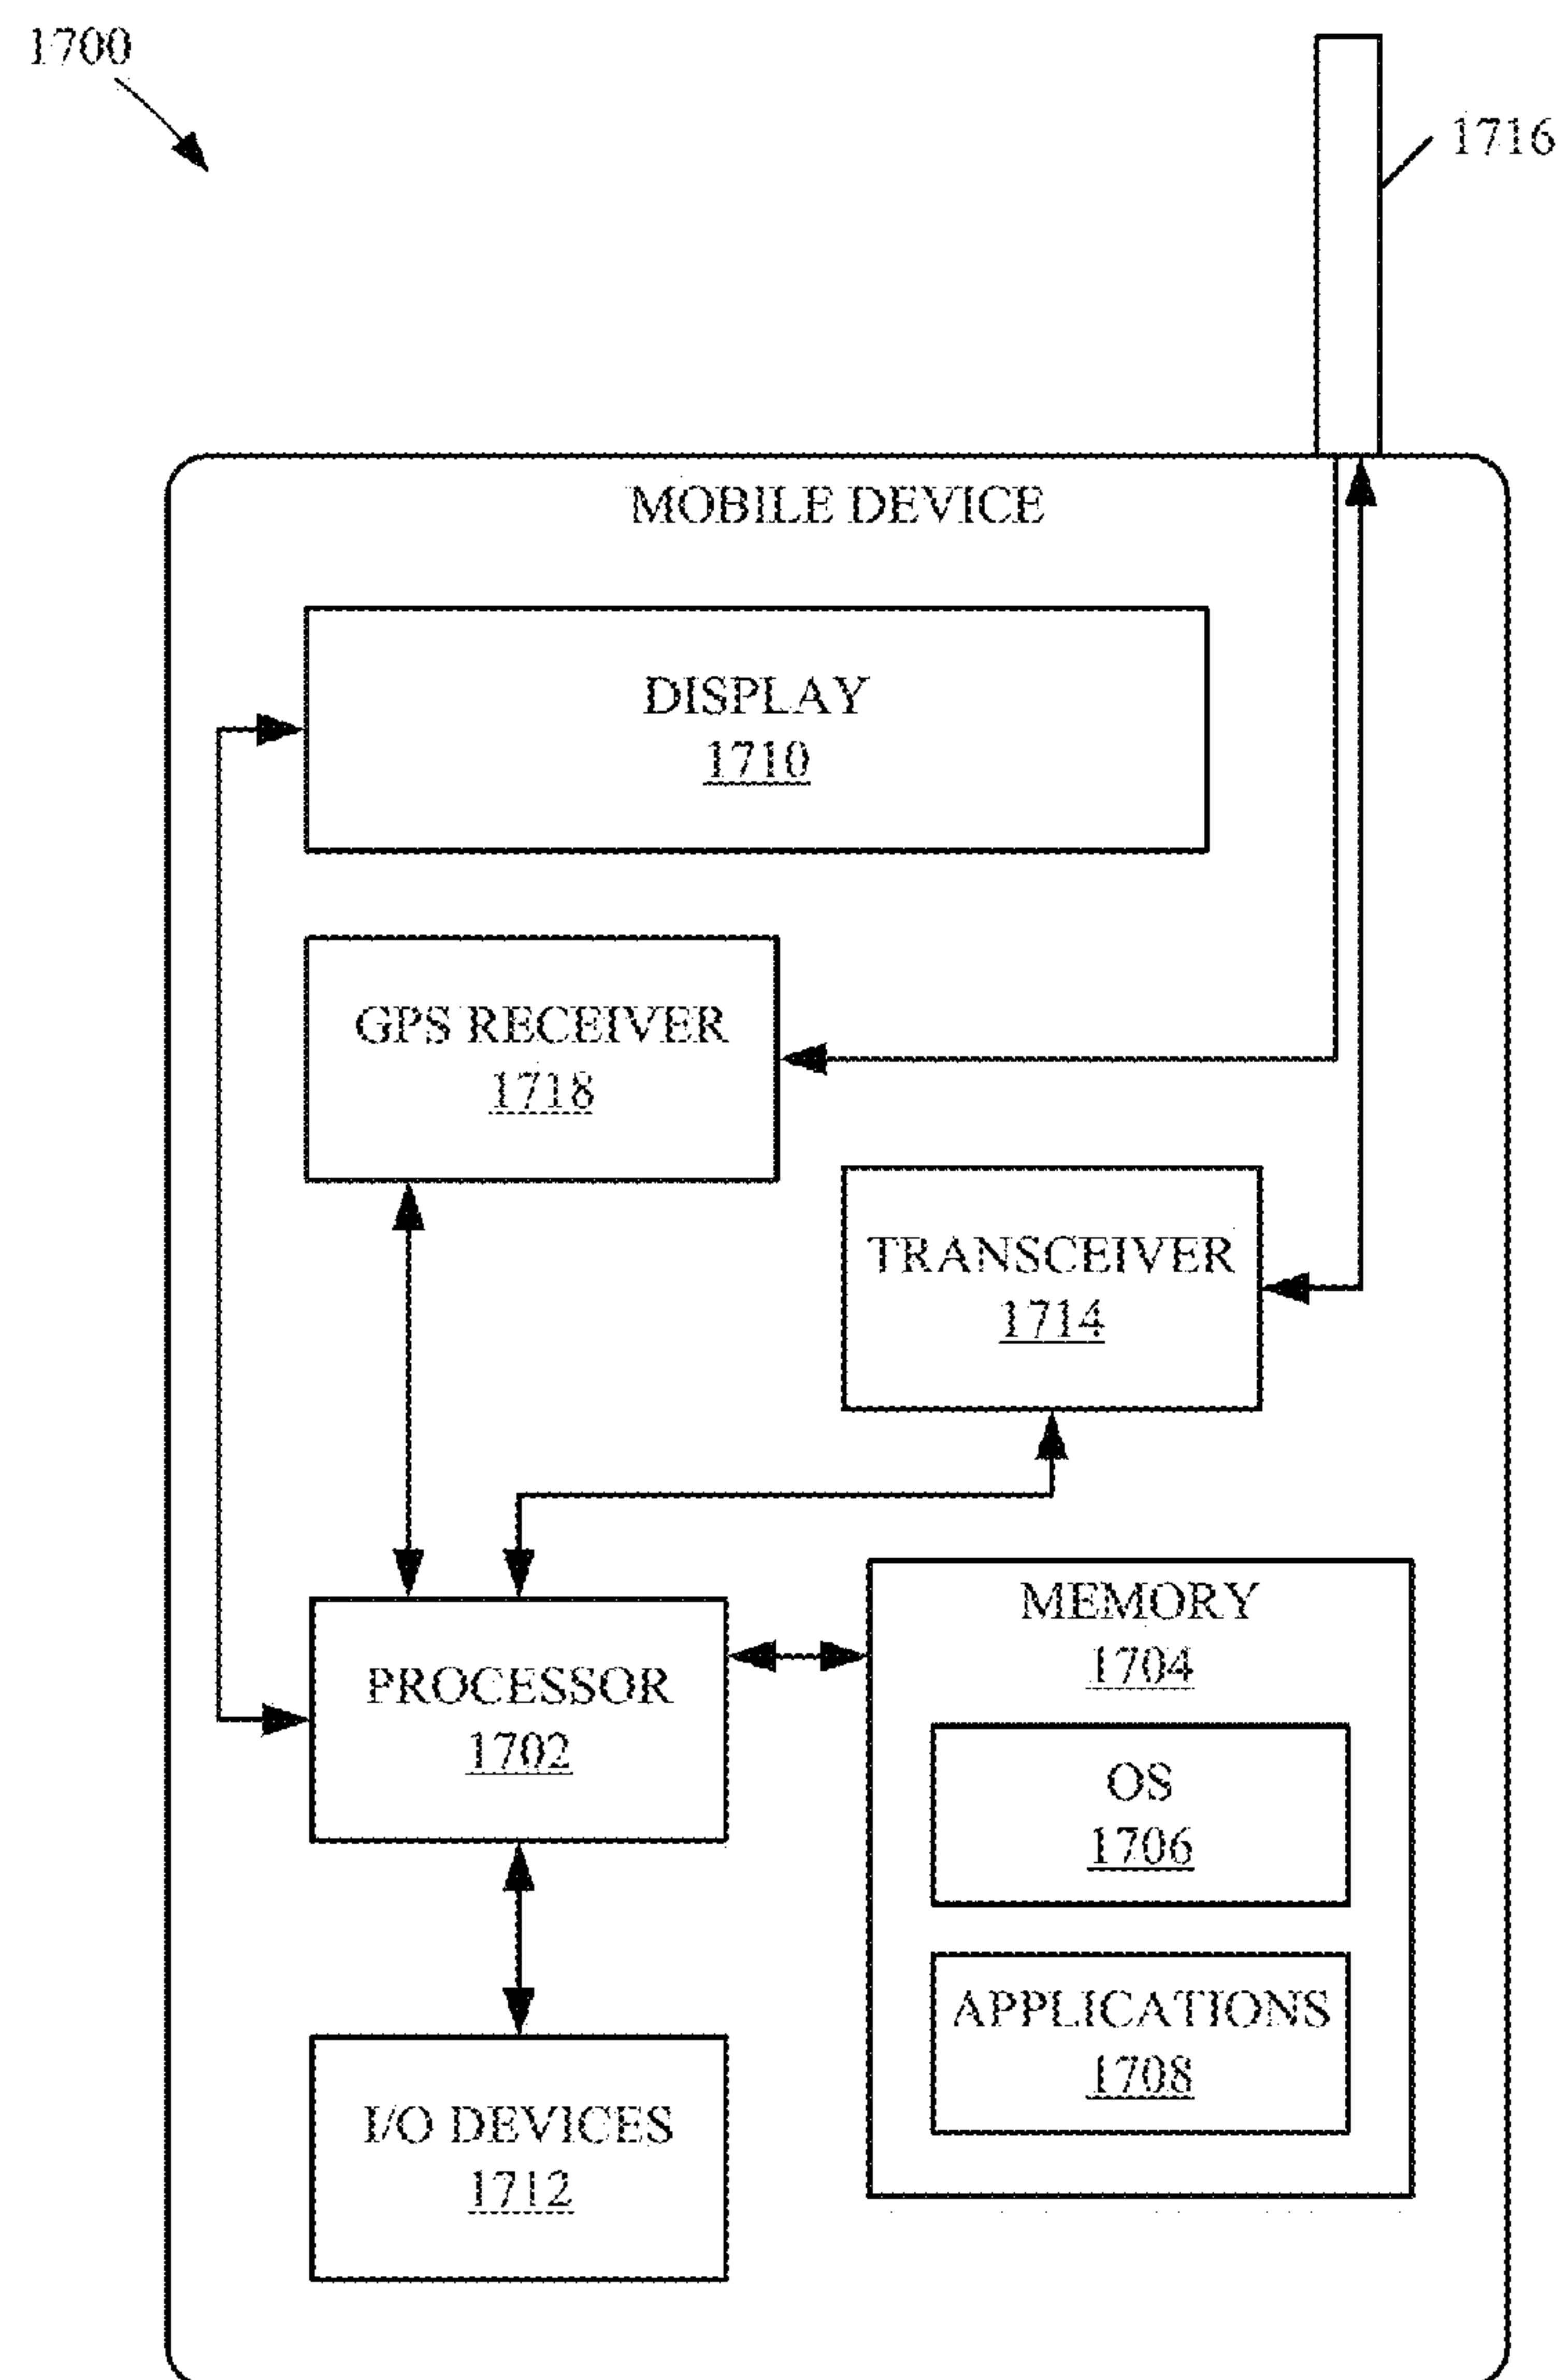 1700
1716
MOBILE DEVICE
DISPLAY
1710
GPS RECEIVER
1718
TRANSCEIVER
1714
MEMORY
1704
PROCESSOR
1702
OS
1706
APPLICATIONS
1708
I/O DEVICES
1712